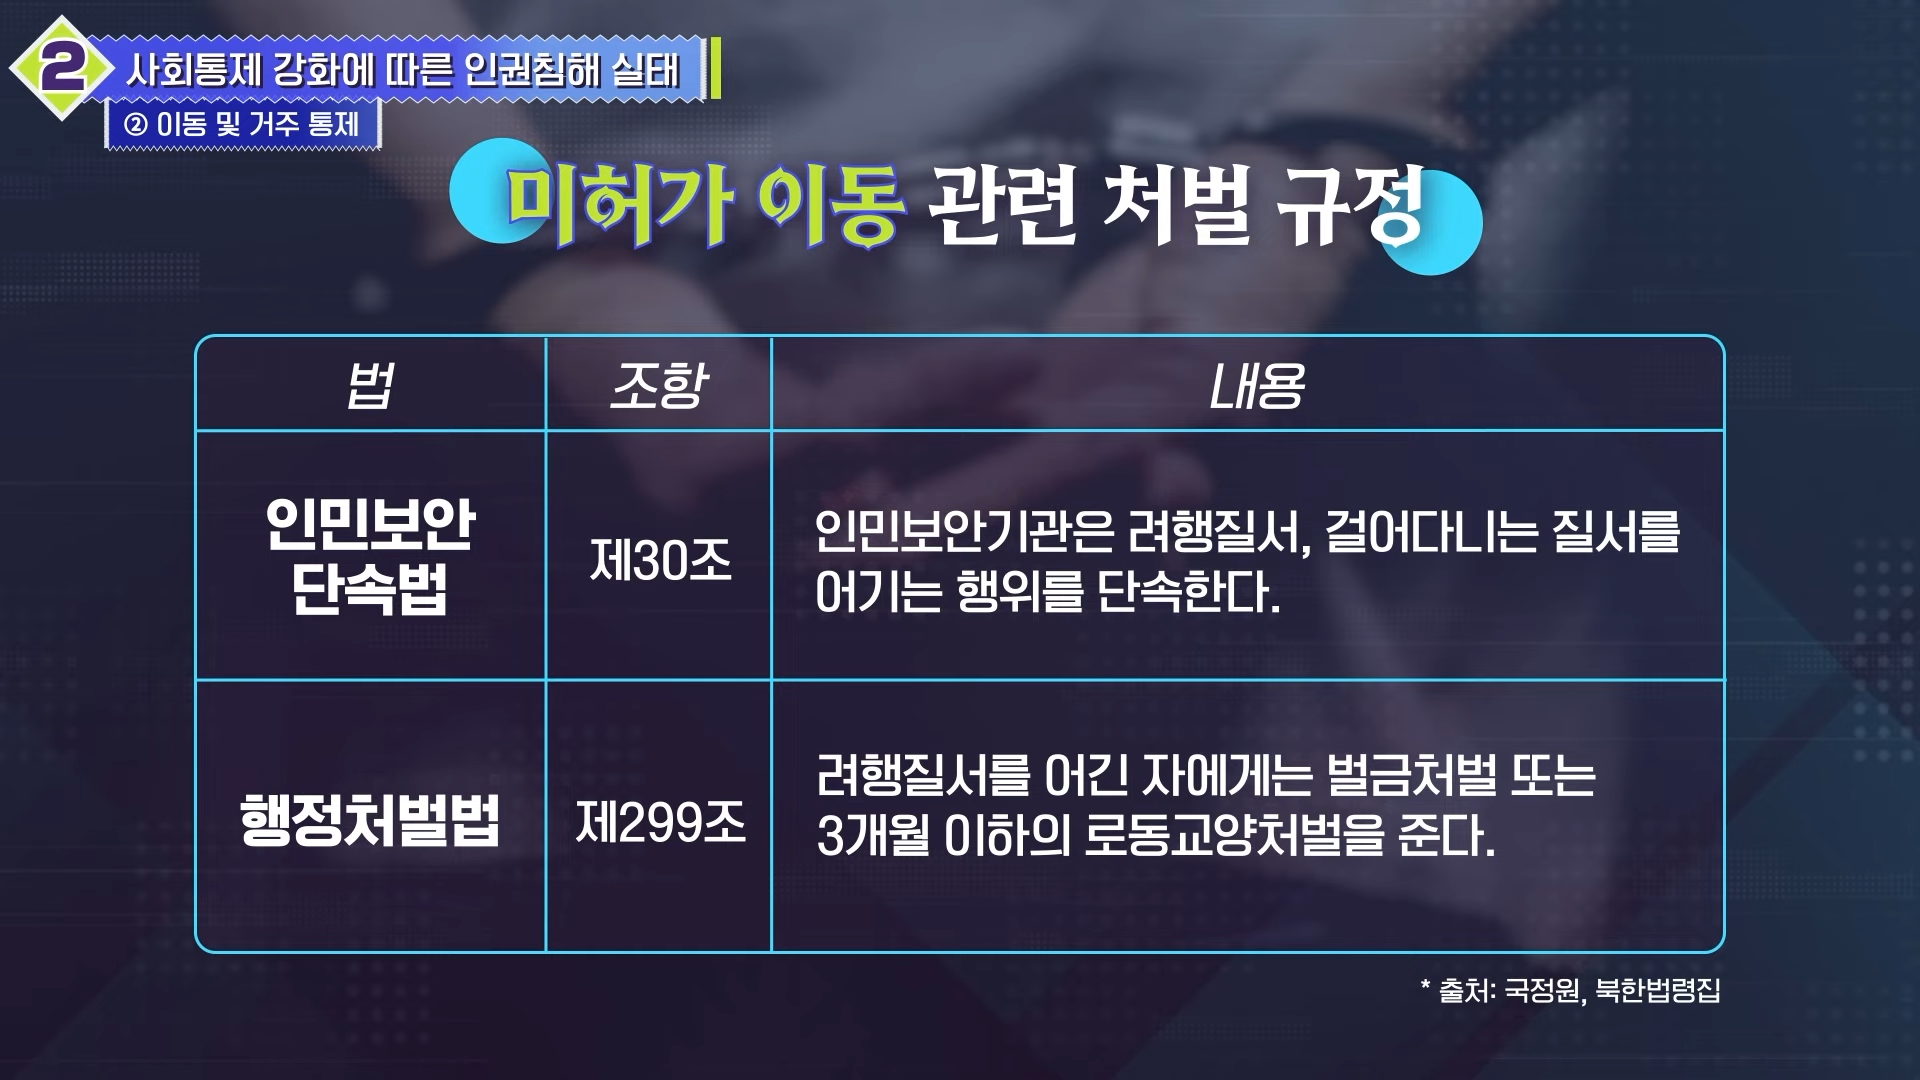 2
사회통제 강화에 따른 인권침해 실태
② 이동 및 거주 통제
미허가 이동 관련 처벌 규정
법 조항 내용
인민보안
단속법
제30조
인민보안기관은 려행질서, 걸어다니는 질서를
어기는 행위를 단속한다.
행정처벌법
제299조
려행질서를 어긴 자에게는 벌금처벌 또는
3개월 이하의 로동교양처벌을 준다.
* 출처: 국정원, 북한법령집